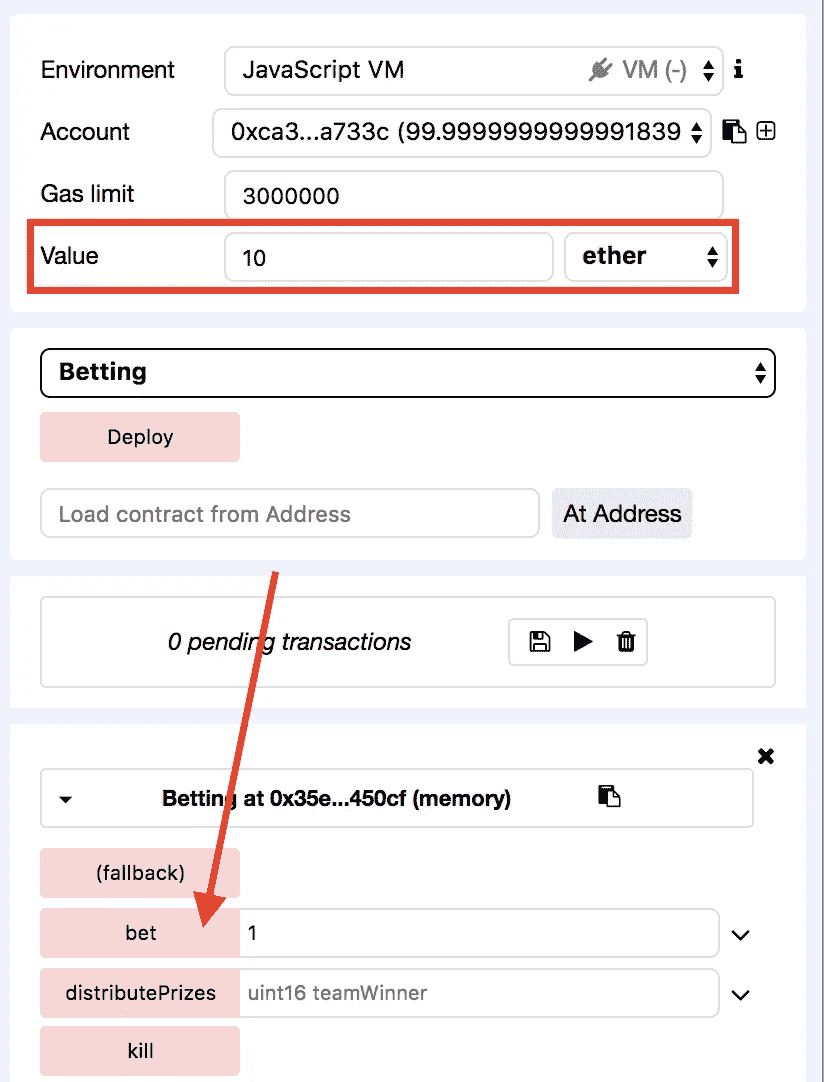 Environment JavaScript VM VM (-)
Account 0xca3...a733c (99.9999999999991839
Gas limit 3000000
Value 10 ether
Betting
Deploy
Load contract from Address At Address
0 pending transactions
Betting at 0x35e...450cf (memory)
(fallback)
bet 1
distributePrizes uint16 teamWinner
kill